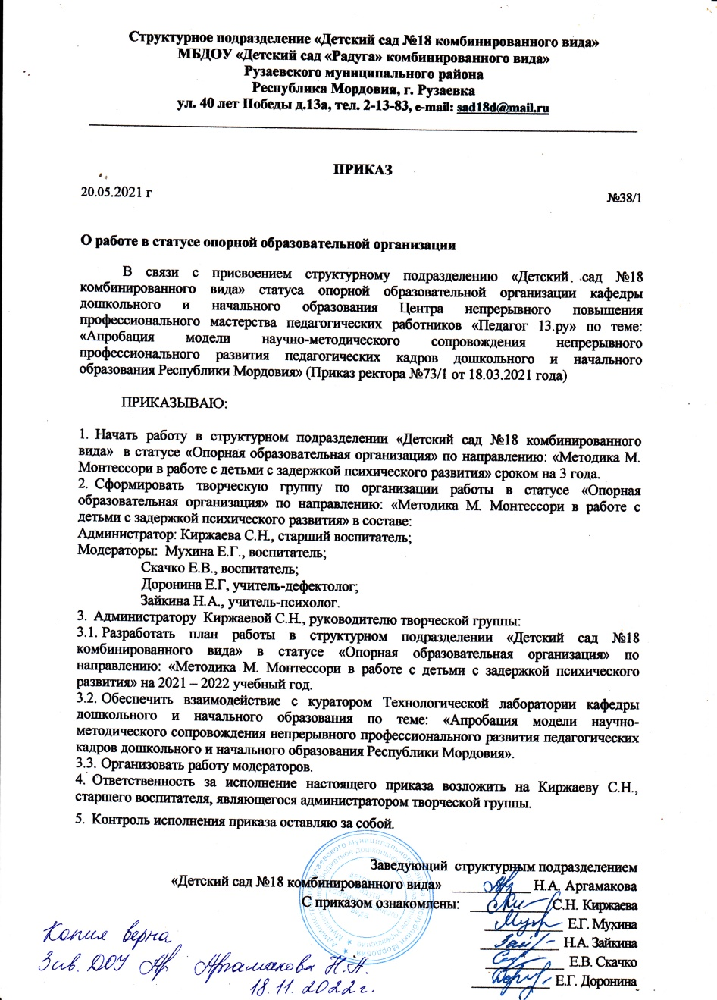 Структурное подразделение «Детский сад №18 комбинированного вида»
МБДОУ «Детский сад «Радуга» комбинированного вида»
Рузаевского муниципального района
Республика Мордовия, г. Рузаевка
ул. 40 лет Победы д.13а, тел. 2-13-83, e-mail: sad18d@mail.ru
ПРИКАЗ
20.05.2021 г
№38/1
О работе в статусе опорной образовательной организации
В связи с присвоением структурному подразделению «Детский сад №18
комбинированного вида» статуса опорной образовательной организации кафедры
дошкольного и начального образования Центра непрерывного повышения
профессионального мастерства педагогических работников «Педагог 13.ру» по теме:
«Апробация модели научно-методического сопровождения непрерывного
профессионального развития педагогических кадров дошкольного и начального
образования Республики Мордовия» (Приказ ректора №73/1 от 18.03.2021 года)
ПРИКАЗЫВАЮ:
1. Начать работу в структурном подразделении «Детский сад №18 комбинированного
вида» в статусе «Опорная образовательная организация» по направлению: «Методика М.
Монтессори в работе с детьми с задержкой психического развития» сроком на 3 года.
2. Сформировать творческую группу по организации работы в статусе «Опорная
образовательная организация» по направлению: «Методика М. Монтессори в работе с
детьми с задержкой психического развития» в составе:
Администратор: Киржаева С.Н., старший воспитатель;
Модераторы: Мухина Е.Г., воспитатель;
Скачко Е.В., воспитатель;
Доронина Е.Г, учитель-дефектолог;
Зайкина Н.А., учитель-психолог.
3. Администратору Киржаевой С.Н., руководителю творческой группы:
3.1. Разработать план работы в структурном подразделении «Детский сад №18
комбинированного вида» в статусе «Опорная образовательная организация» по
направлению: «Методика М. Монтессори в работе с детьми с задержкой психического
развития» на 2021 – 2022 учебный год.
3.2. Обеспечить взаимодействие с куратором Технологической лаборатории кафедры
дошкольного и начального образования по теме: «Апробация модели научно-
методического сопровождения непрерывного профессионального развития педагогических
кадров дошкольного и начального образования Республики Мордовия».
3.3. Организовать работу модераторов.
4. Ответственность за исполнение настоящего приказа возложить на Киржаеву С.Н.,
старшего воспитателя, являющегося администратором творческой группы.
5. Контроль исполнения приказа оставляю за собой.
Заведующий структурным подразделением
«Детский сад №18 комбинированного вида» Н.А. Аргамакова
С приказом ознакомлены: С.Н. Киржаева
Е.Г. Мухина
Н.А. Зайкина
Е.В. Скачко
Е.Г. Доронина
Копия верна
Зав. ДОУ Аргамакова Н.А.
18.11.2022г.